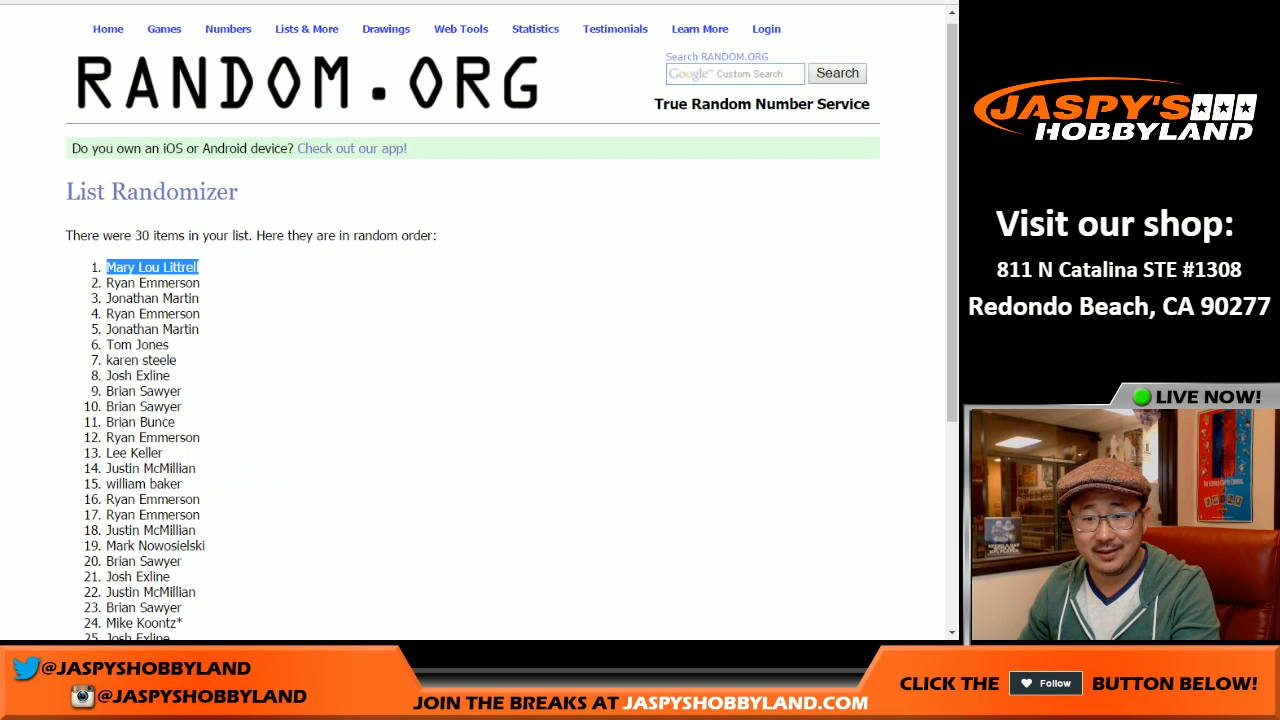 Home Games Numbers Lists & More Drawings Web Tools Statistics Testimonials Learn More Login
RANDOM.ORG
Search RANDOM.ORG
Google™ Custom Search Search
True Random Number Service
Do you own an iOS or Android device? Check out our app!
List Randomizer
There were 30 items in your list. Here they are in random order:
1. Mary Lou Littrell
2. Ryan Emmerson
3. Jonathan Martin
4. Ryan Emmerson
5. Jonathan Martin
6. Tom Jones
7. karen steele
8. Josh Exline
9. Brian Sawyer
10. Brian Sawyer
11. Brian Bunce
12. Ryan Emmerson
13. Lee Keller
14. Justin McMillian
15. william baker
16. Ryan Emmerson
17. Ryan Emmerson
18. Justin McMillian
19. Mark Nowosielski
20. Brian Sawyer
21. Josh Exline
22. Justin McMillian
23. Brian Sawyer
24. Mike Koontz*
25. Josh Exline
JASPY'S
HOBBYLAND
Visit our shop:
811 N Catalina STE #1308
Redondo Beach, CA 90277
LIVE NOW!
@JASPYSHOBBYLAND
@JASPYSHOBBYLAND
JOIN THE BREAKS AT JASPYSHOBBYLAND.COM
CLICK THE Follow BUTTON BELOW!